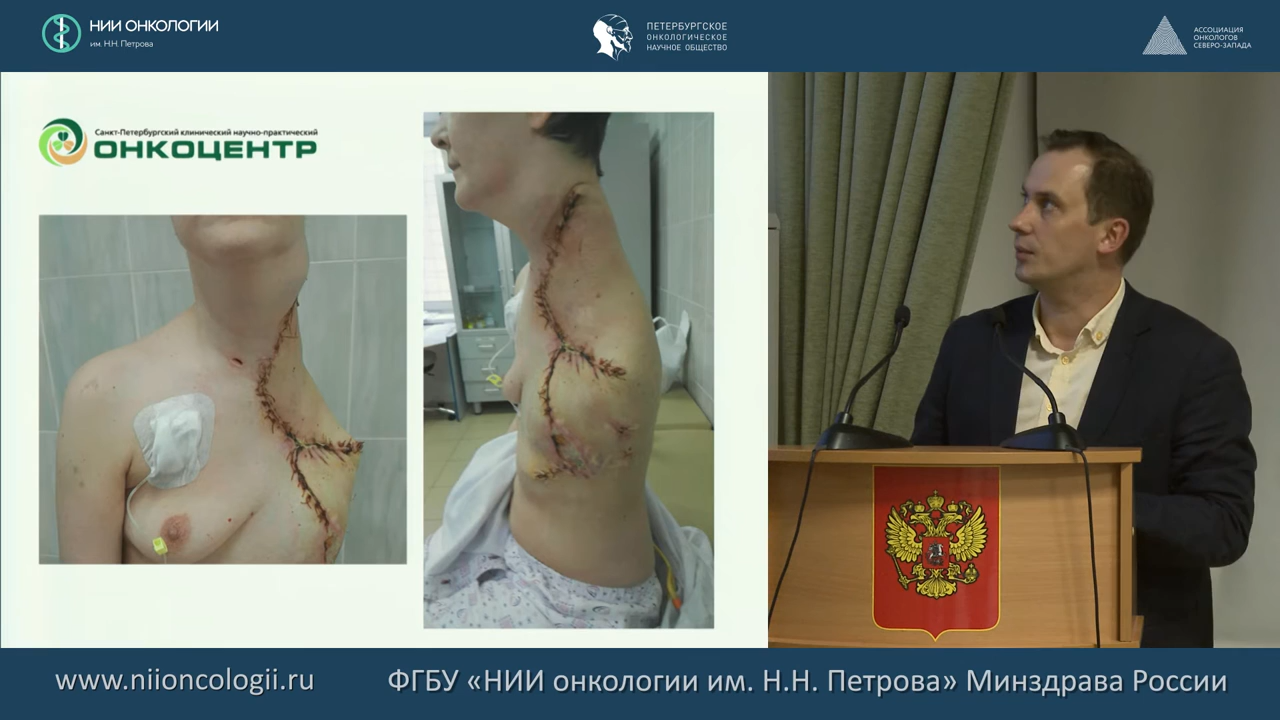 НИИ ОНКОЛОГИИ
им. Н.Н. Петрова
ПЕТЕРБУРГСКОЕ
ОНКОЛОГИЧЕСКОЕ
НАУЧНОЕ ОБЩЕСТВО
АССОЦИАЦИЯ
ОНКОЛОГОВ
СЕВЕРО-ЗАПАДА
Санкт-Петербургский клинический научно-практический
ОНКОЦЕНТР
www.niioncologii.ru
ФГБУ «НИИ онкологии им. Н.Н. Петрова» Минздрава России